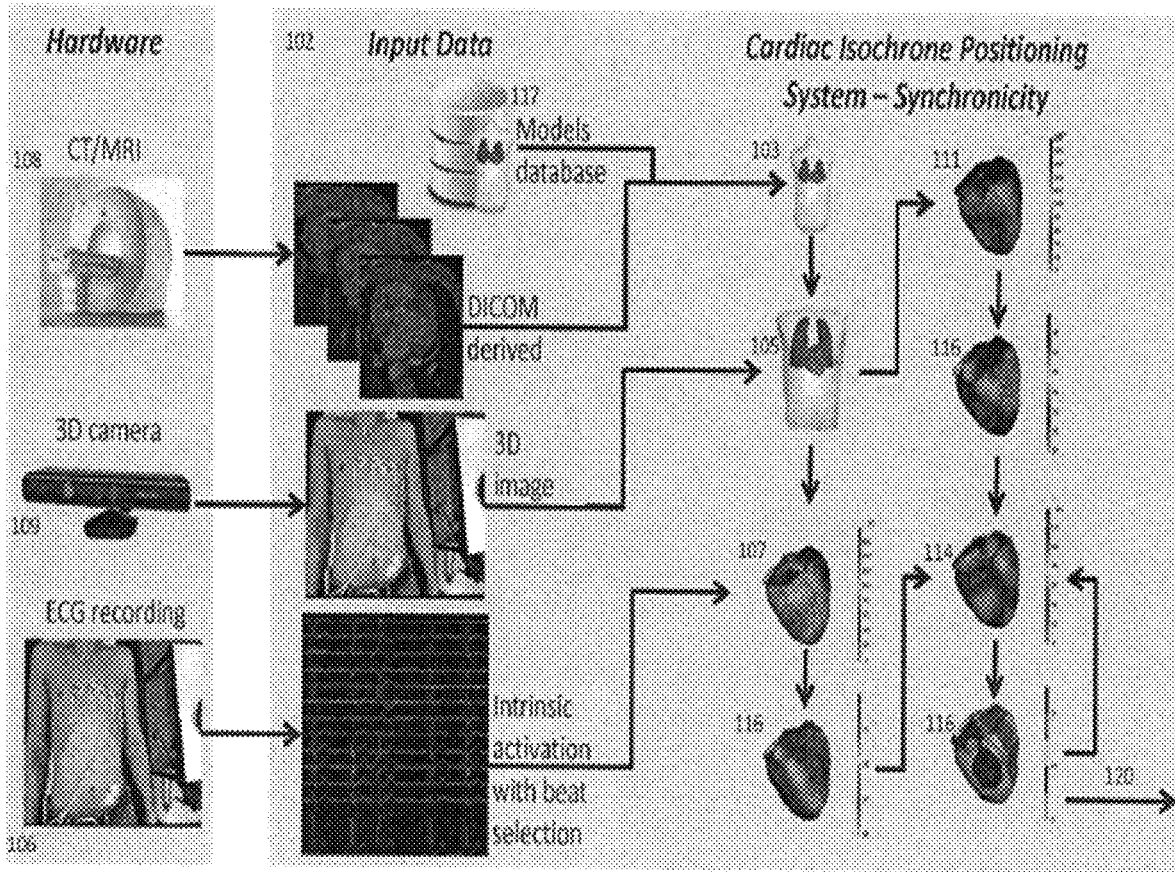 Hardware
102
Input Data
Cardiac Isochrone Positioning
System – Synchronicity
108
CT/MRI
117
Models
database
103
111
DICOM
derived
105
116
3D camera
109
3D
image
107
114
ECG recording
106
Intrinsic
activation
with beat
selection
116
116
120